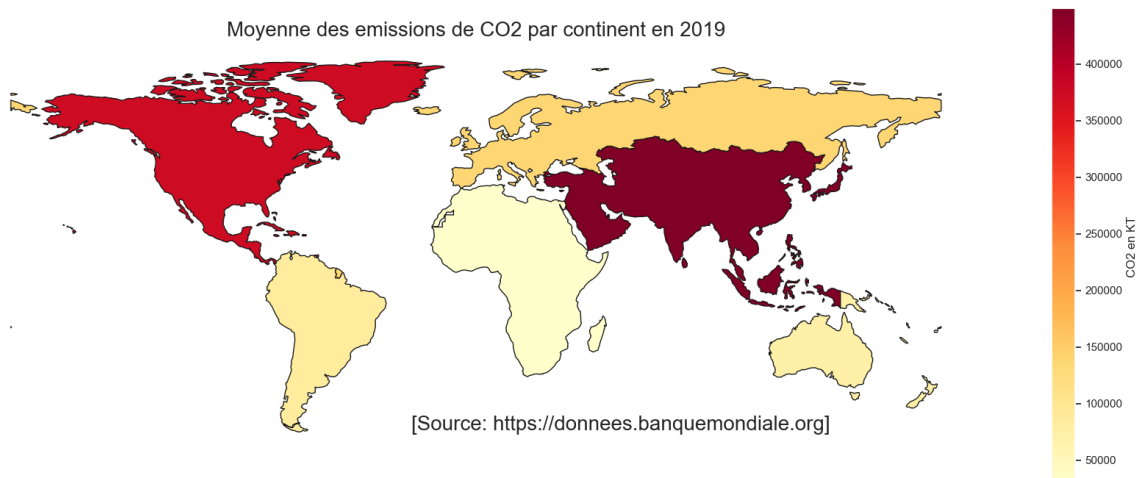 Moyenne des emissions de CO2 par continent en 2019
400000
350000
300000
250000
200000
150000
100000
50000
CO2 en KT
[Source: https://donnees.banquemondiale.org]